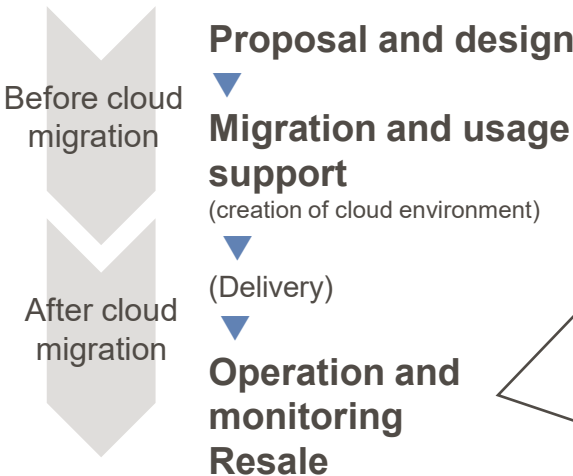 Before cloud
migration
After cloud
migration
Proposal and design
Migration and usage
support
(creation of cloud environment)
(Delivery)
Operation and
monitoring
Resale